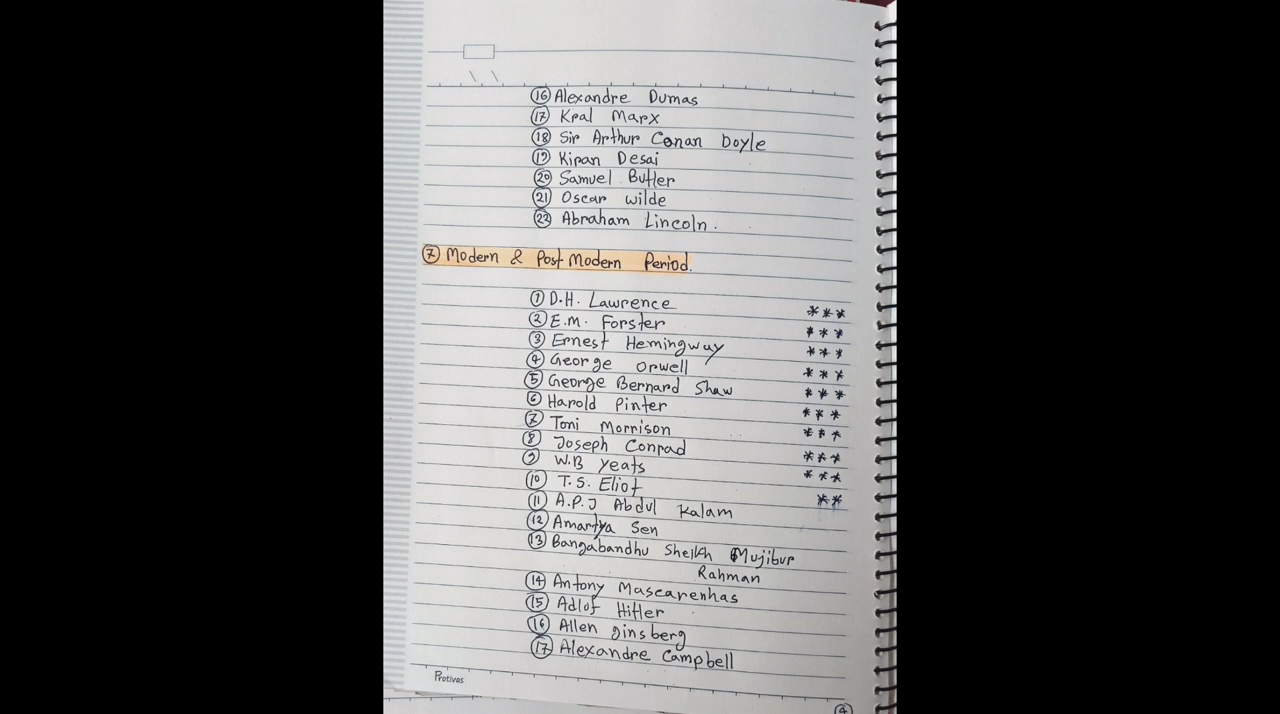 16 Alexandre Dumas
17 Kral Marx
18 Sir Arthur Conan Doyle
19 Kiran Desai
20 Samuel Butler
21 Oscar wilde
22 Abraham Lincoln.
7 Modern & Post Modern Period.
1 D.H. Lawrence ***
2 E.M. Forster ***
3 Ernest Hemingway ***
4 George orwell ***
5 George Bernard Shaw ***
6 Harold Pinter ***
7 Toni Morrison ***
8 Joseph Conrad ***
9 W.B Yeats ***
10 T.S. Eliot **
11 A.P.J Abdul Kalam
12 Amartya Sen
13 Bangabandhu Sheikh Mujibur
Rahman
14 Antony Mascarenhas
15 Adlof Hitler
16 Allen ginsberg
17 Alexandre Campbell
Protivas
4